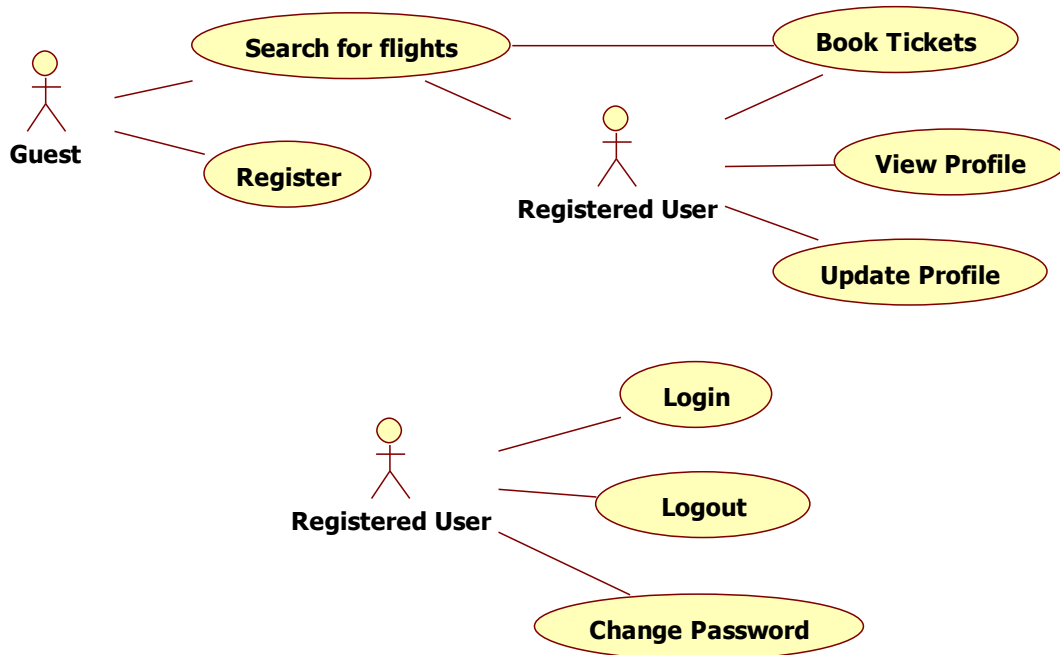 Search for flights
Book Tickets
Guest
Register
View Profile
Registered User
Update Profile
Login
Logout
Registered User
Change Password